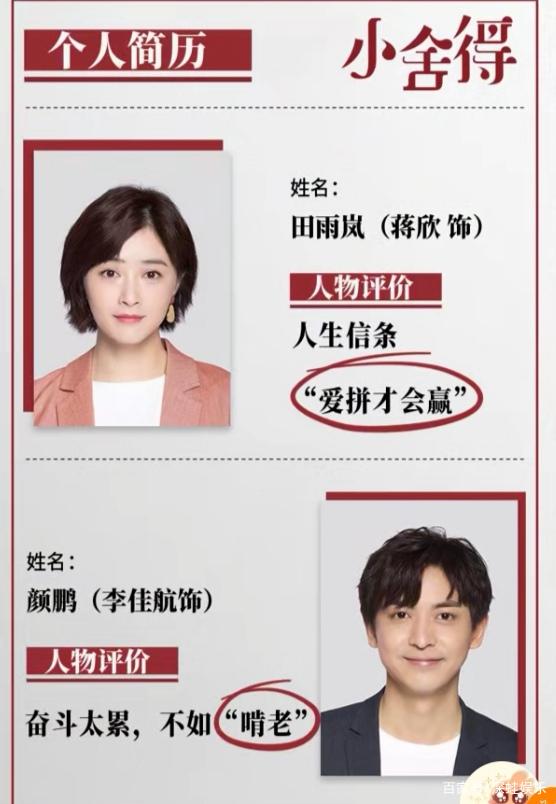 个人简历
小舍得
姓名：
田雨岚（蒋欣 饰）
人物评价
人生信条
“爱拼才会赢”
姓名：
颜鹏（李佳航饰）
人物评价
奋斗太累，不如“啃老”